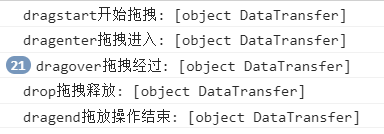 dragstart开始拖拽: [object DataTransfer]
dragenter拖拽进入: [object DataTransfer]
21 dragover拖拽经过: [object DataTransfer]
drop拖拽释放: [object DataTransfer]
dragend拖放操作结束: [object DataTransfer]